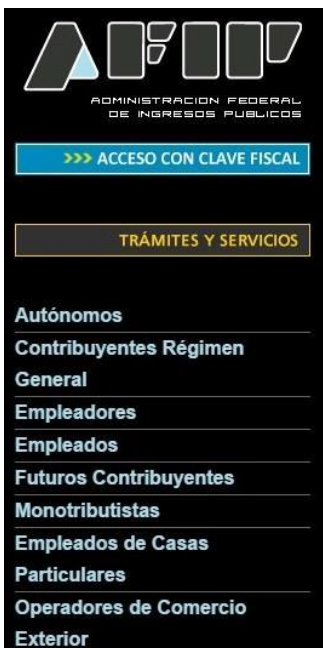 AFIP
ADMINISTRACION FEDERAL
DE INGRESOS PUBLICOS
>>> ACCESO CON CLAVE FISCAL
TRÁMITES Y SERVICIOS
Autónomos
Contribuyentes Régimen
General
Empleadores
Empleados
Futuros Contribuyentes
Monotributistas
Empleados de Casas
Particulares
Operadores de Comercio
Exterior